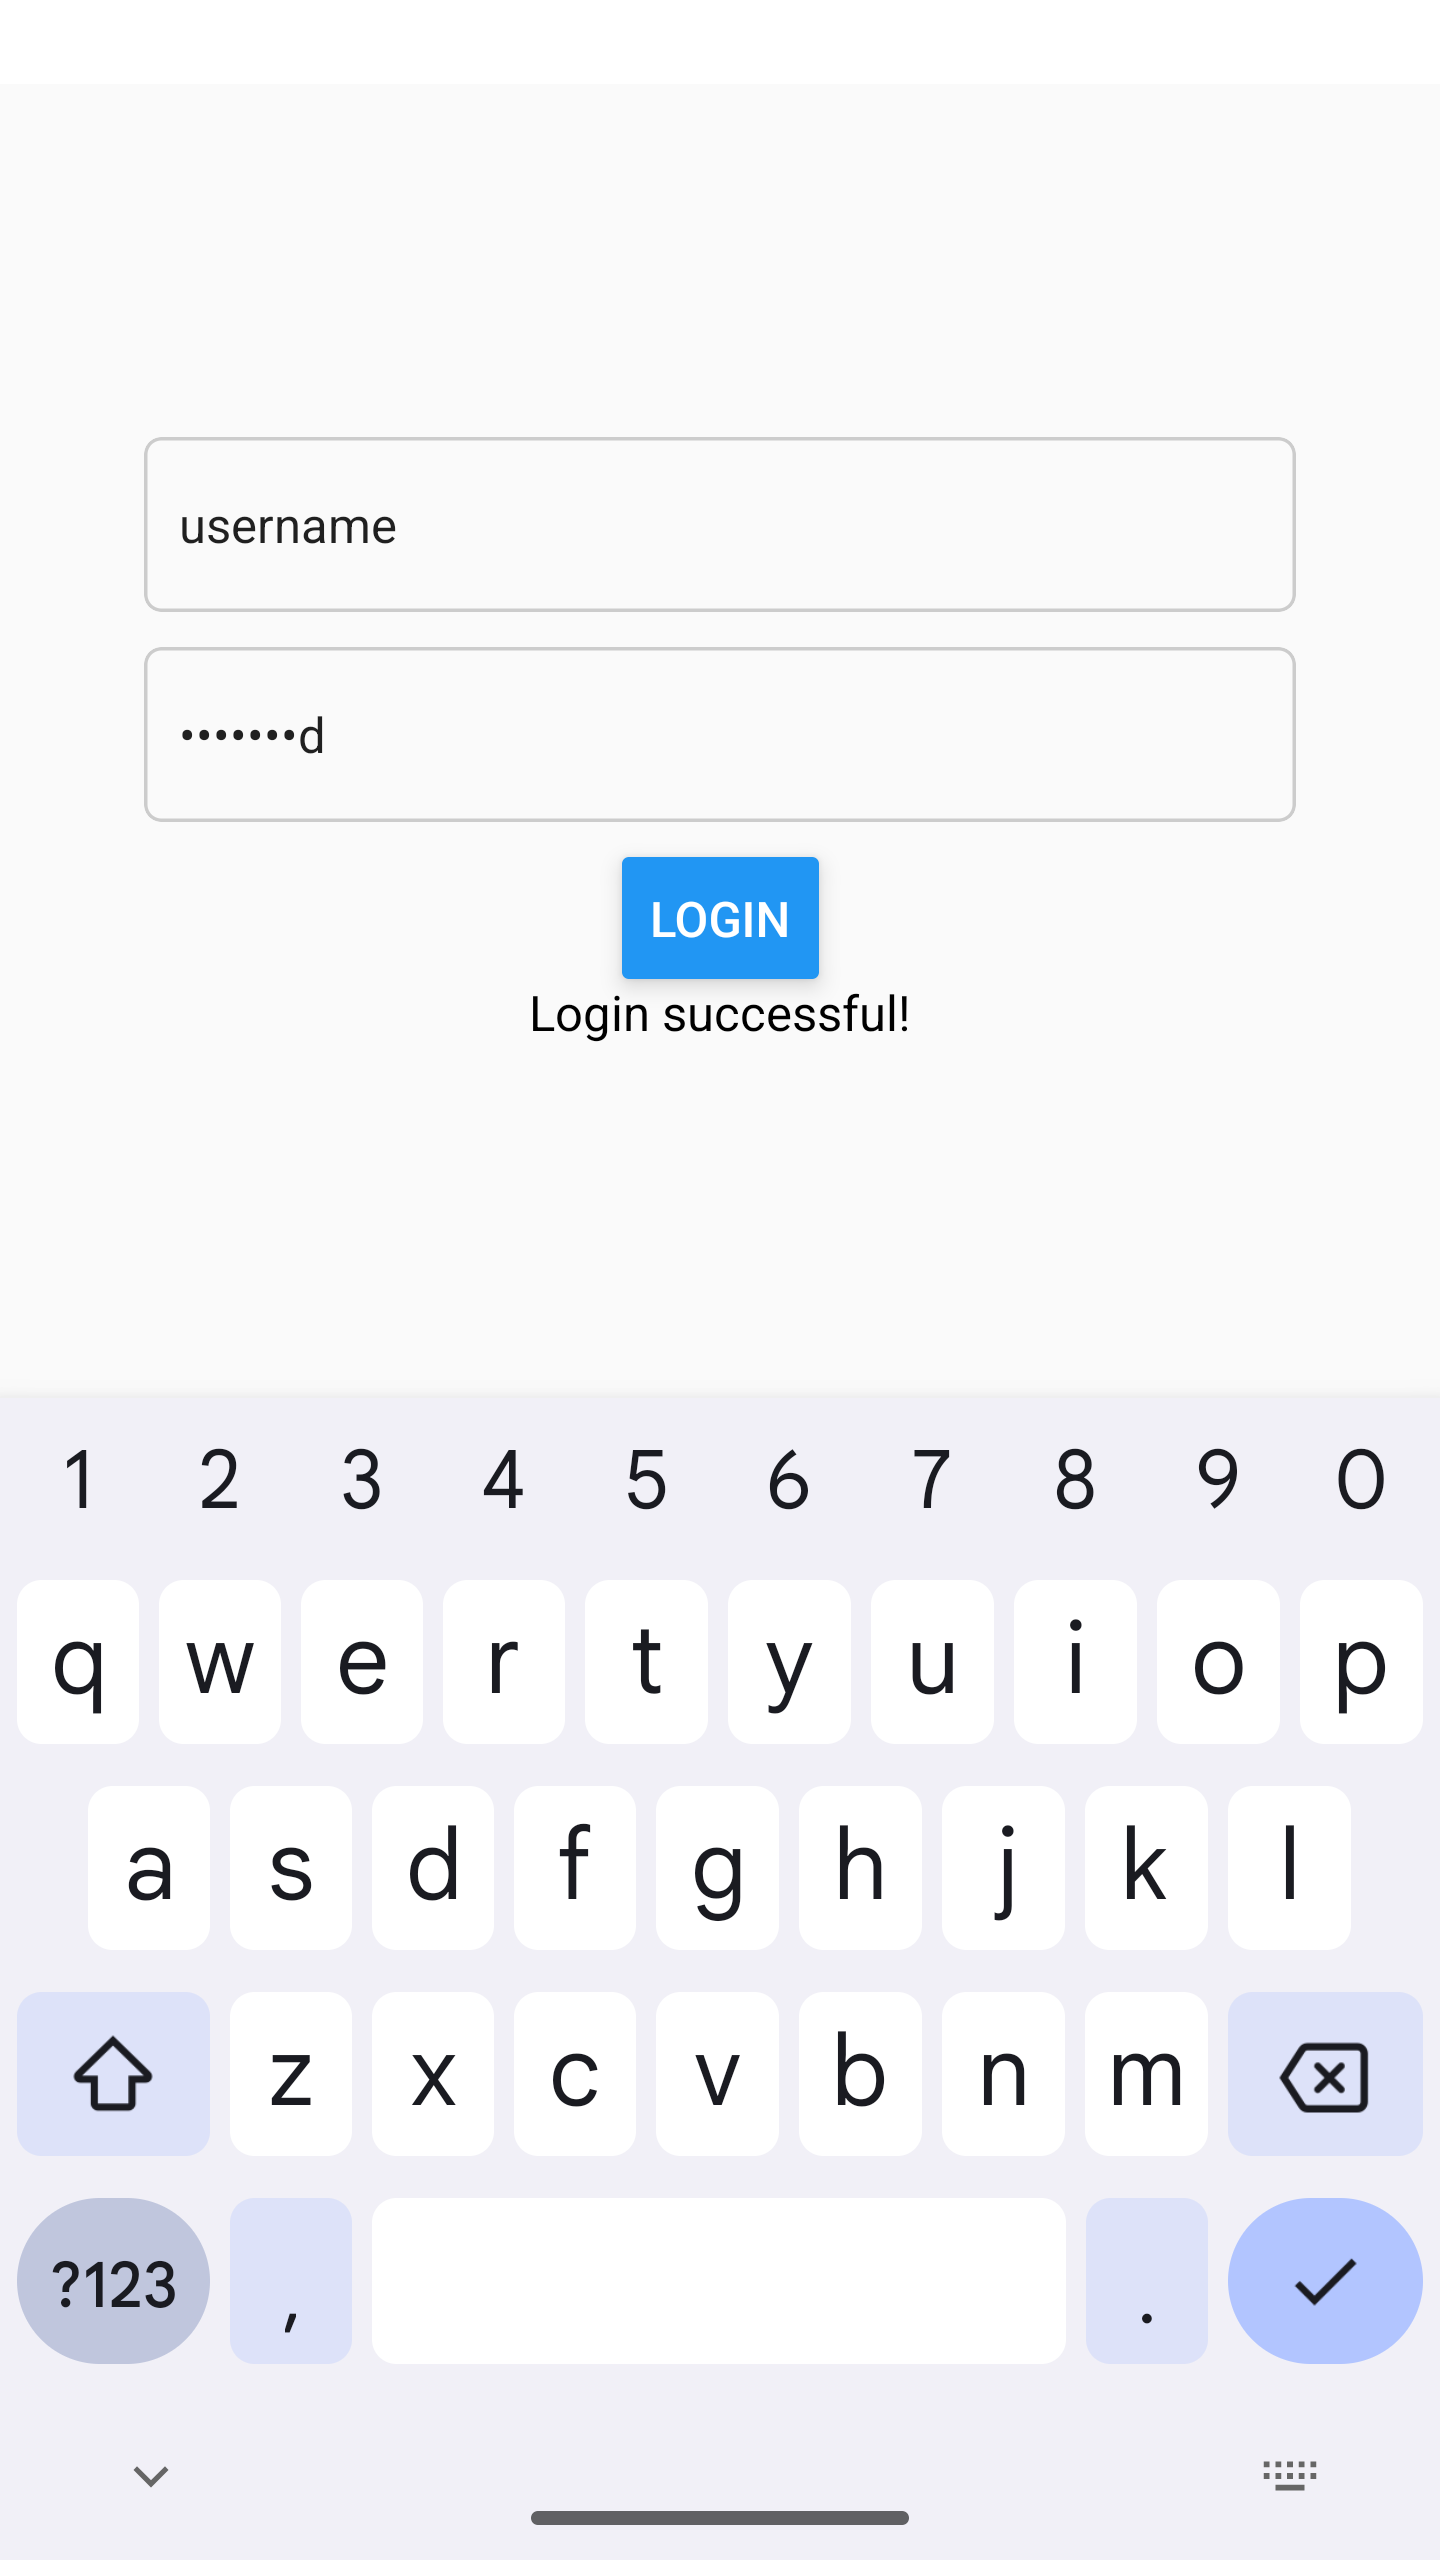 username
•••••••d
LOGIN
Login successful!
1 2 3 4 5 6 7 8 9 0
q w e r t y u i o p
a s d f g h j k l
z x c v b n m
?123 , .